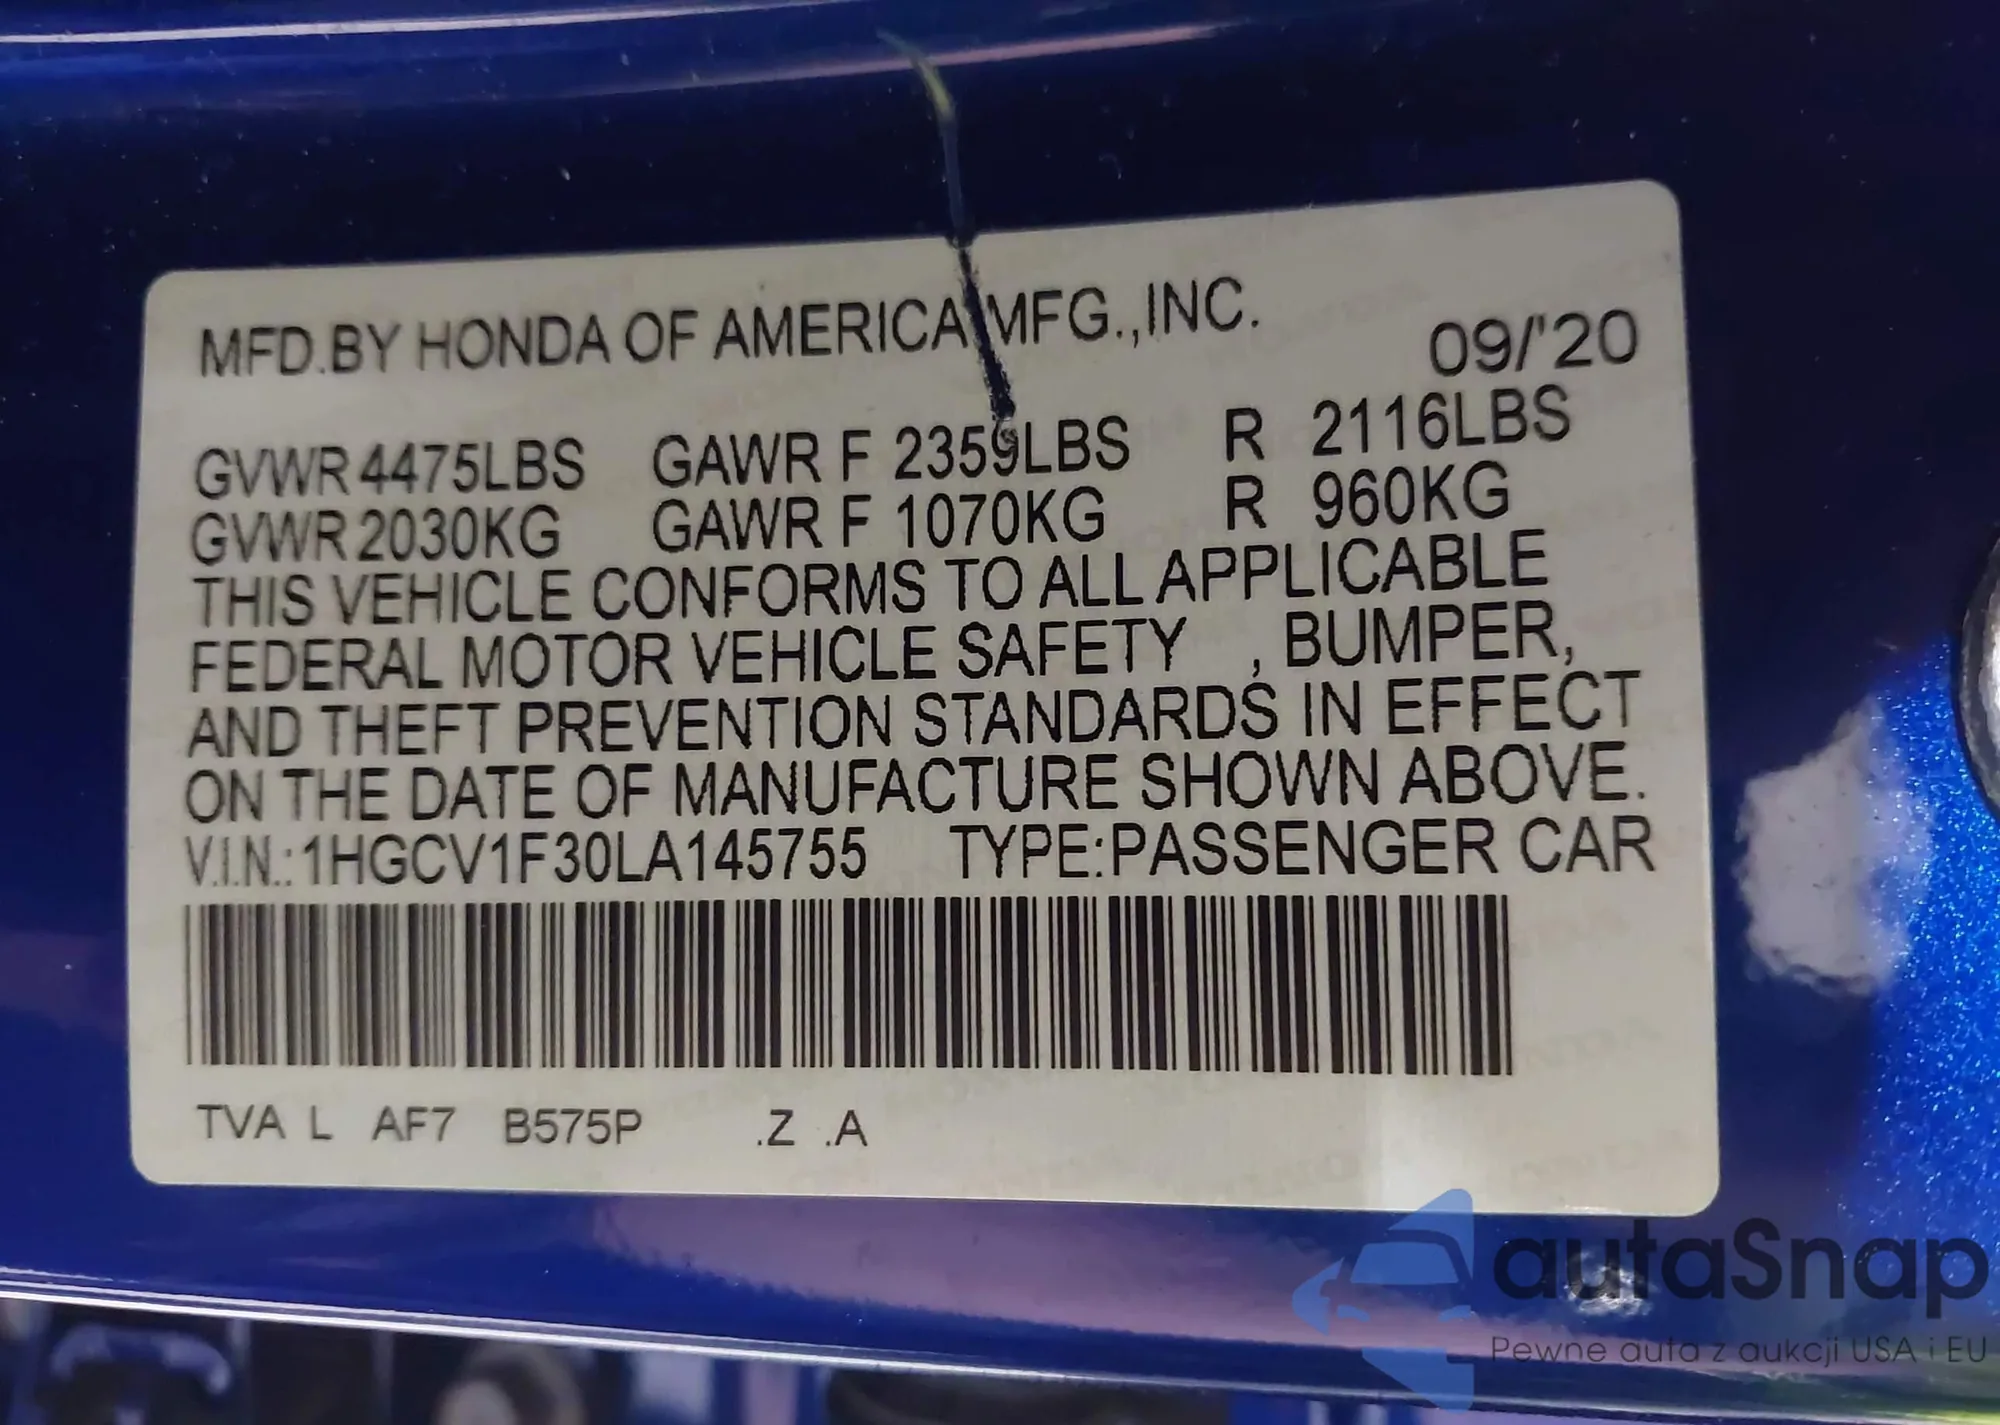 MFD.BY HONDA OF AMERICA MFG.,INC.
09/'20
GVWR 4475LBS GAWR F 2359LBS R 2116LBS
GVWR 2030KG GAWR F 1070KG R 960KG
THIS VEHICLE CONFORMS TO ALL APPLICABLE
FEDERAL MOTOR VEHICLE SAFETY , BUMPER,
AND THEFT PREVENTION STANDARDS IN EFFECT
ON THE DATE OF MANUFACTURE SHOWN ABOVE.
V.I.N.:1HGCV1F30LA145755 TYPE:PASSENGER CAR
TVA L AF7 B575P .Z .A
autaSnap
Pewne auta z aukcji USA i EU